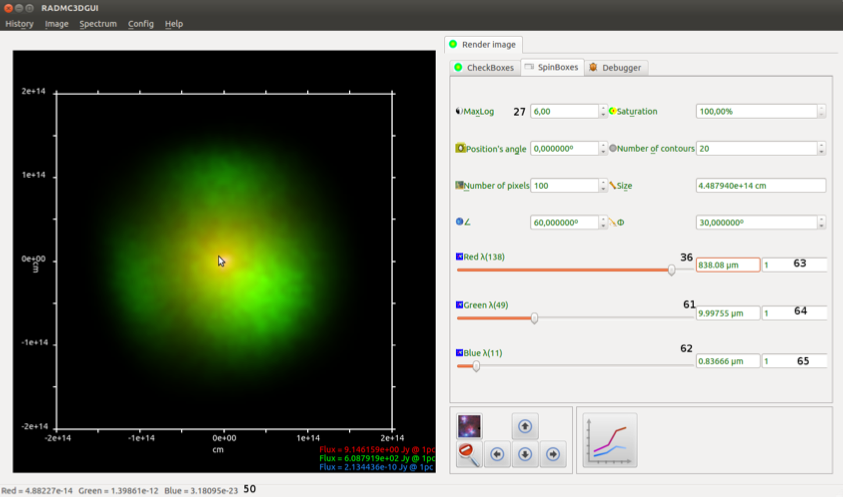 RADMC3DGUI
History Image Spectrum Config Help
Render image
CheckBoxes SpinBoxes Debugger
MaxLog 27 6,00 Saturation 100,00%
Position's angle 0,000000º Number of contours 20
Number of pixels 100 Size 4.487940e+14 cm
∠ 60,000000º Φ 30,000000º
Red λ(138) 36 838.08 µm 1 63
Green λ(49) 61 9.99755 µm 1 64
Blue λ(11) 62 0.83666 µm 1 65
2e+14
1e+14
0e+00
cm
-1e+14
-2e+14
-2e+14 -1e+14 0e+00 1e+14 2e+14
cm
Flux = 9.146159e+00 Jy @ 1pc
Flux = 6.087919e+02 Jy @ 1pc
Flux = 2.134436e-10 Jy @ 1pc
Red = 4.88227e-14 Green = 1.39861e-12 Blue = 3.18095e-23 50